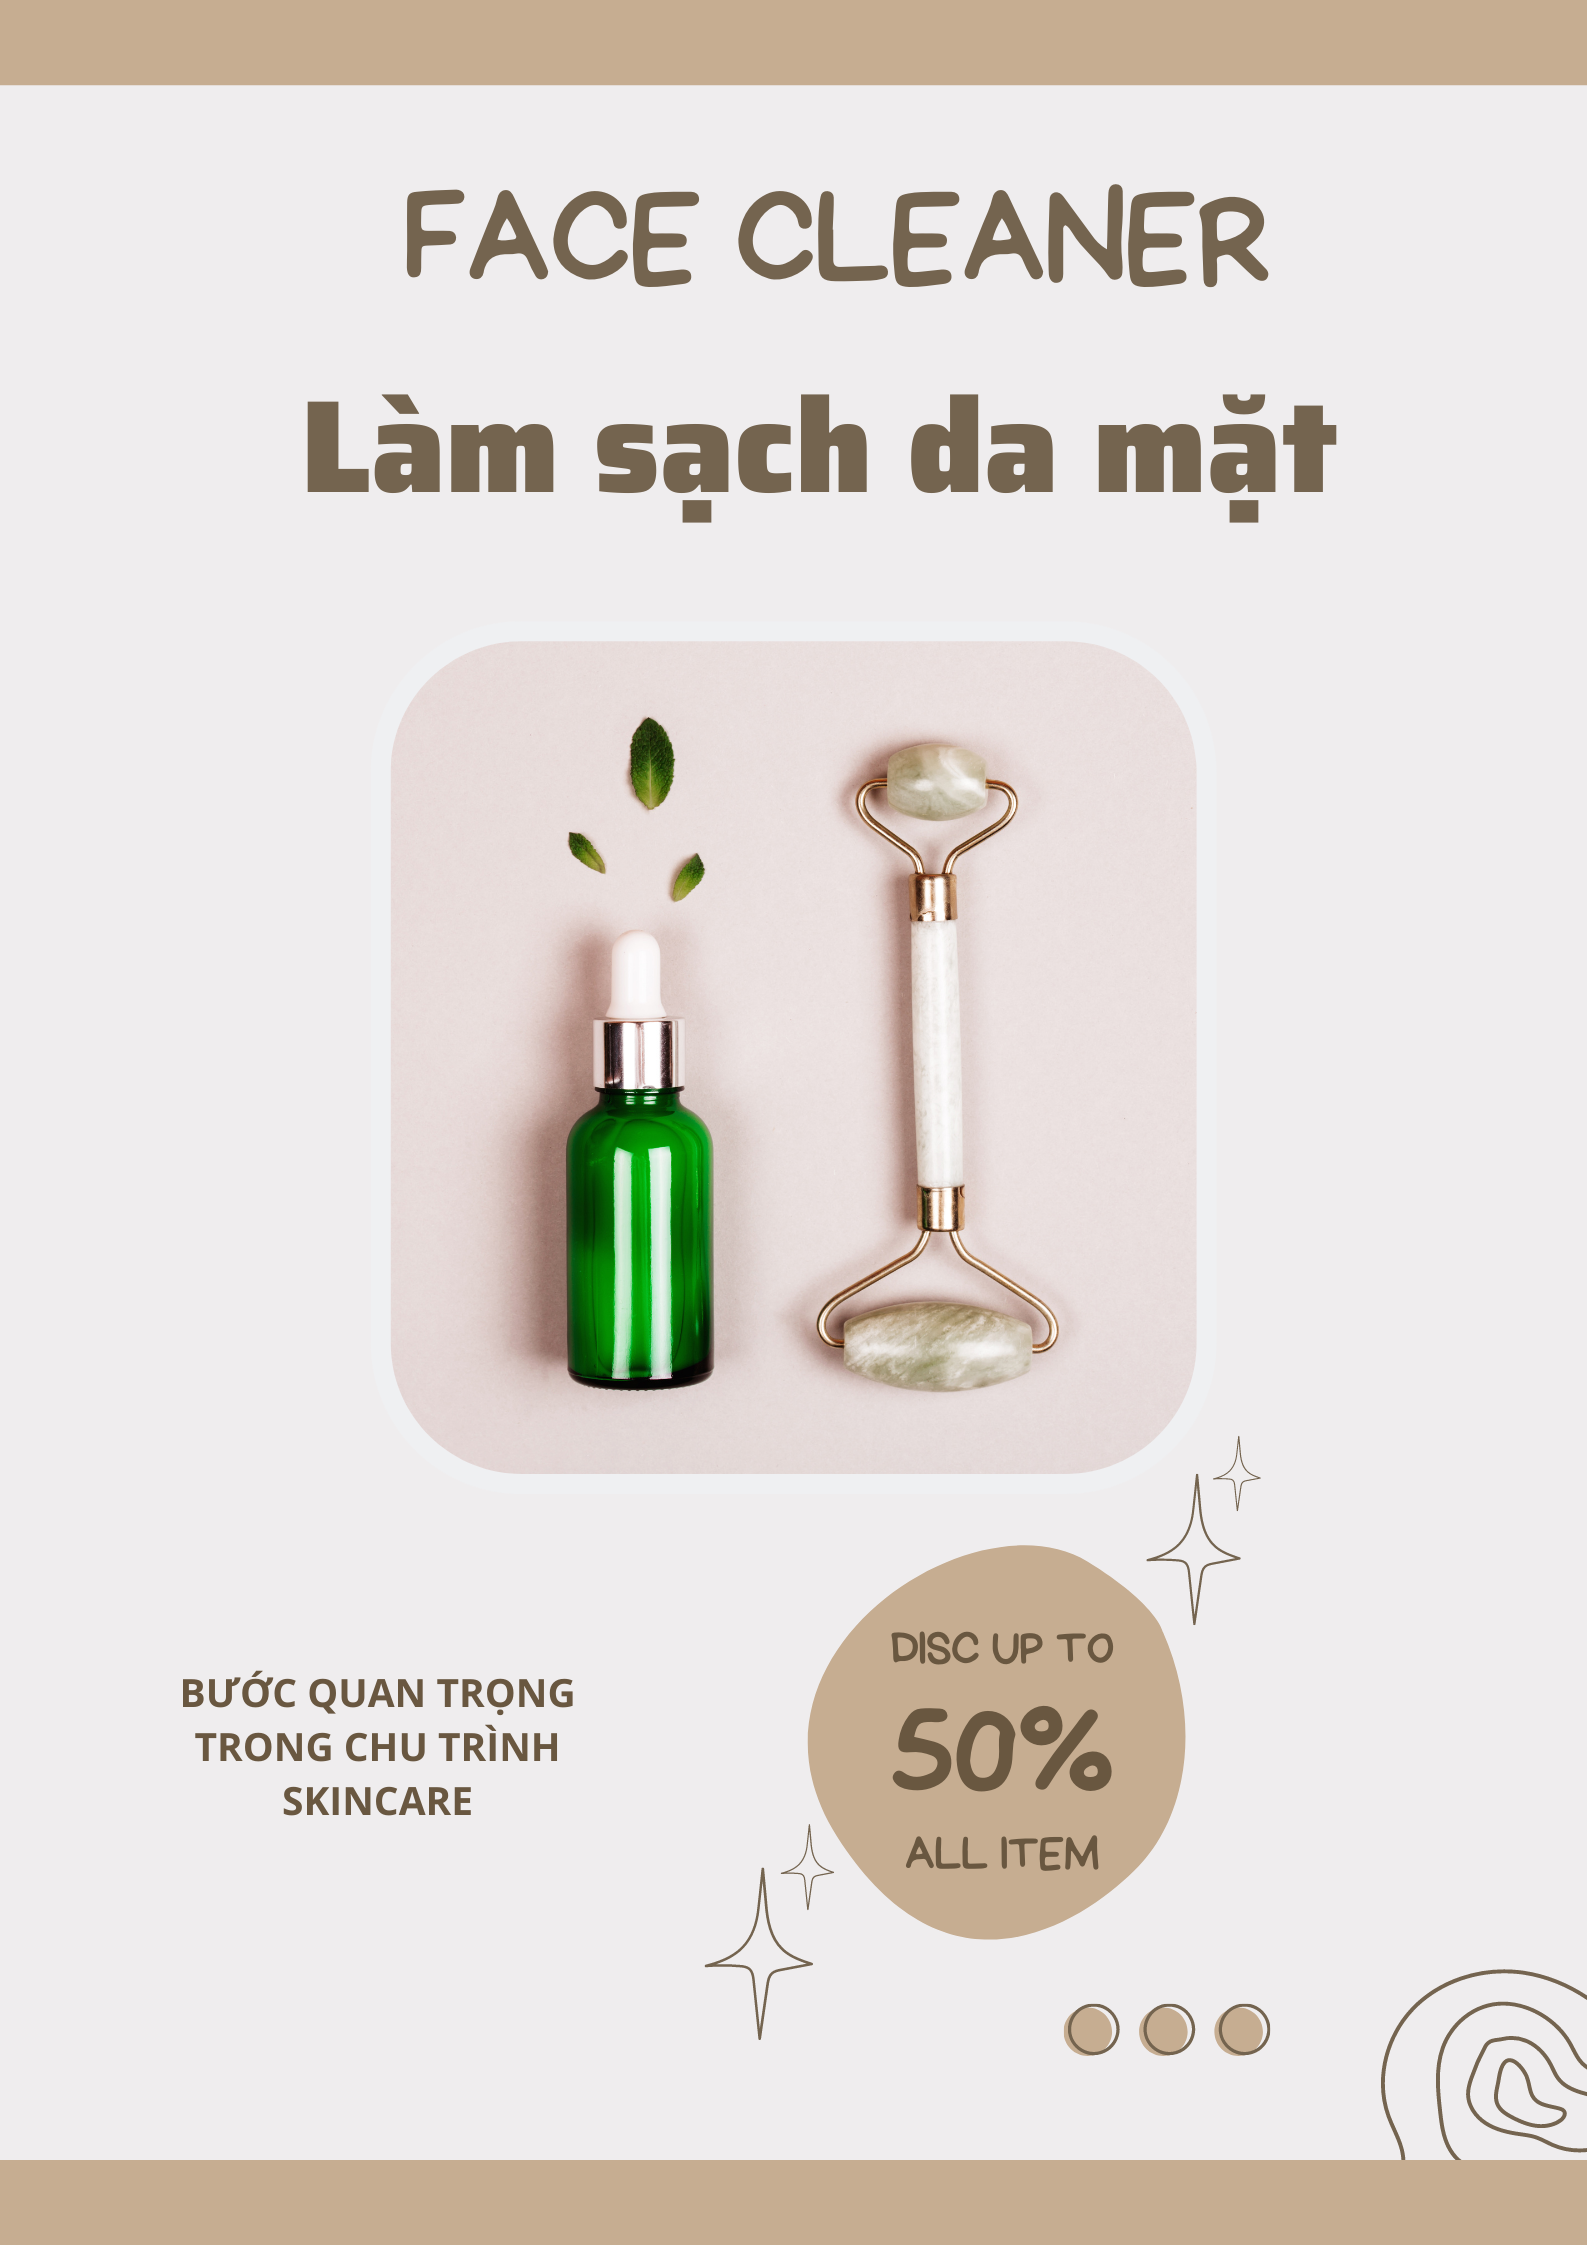 FACE CLEANER
Làm sạch da mặt
BƯỚC QUAN TRỌNG
TRONG CHU TRÌNH
SKINCARE
DISC UP TO
50%
ALL ITEM